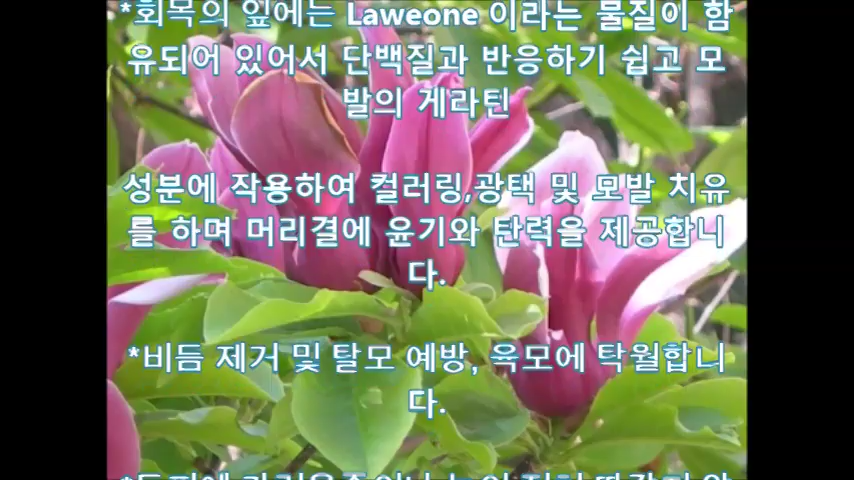 *회목의 잎에는 Laweone 이라는 물질이 함
유되어 있어서 단백질과 반응하기 쉽고 모
발의 게라틴
성분에 작용하여 컬러링,광택 및 모발 치유
를 하며 머리결에 윤기와 탄력을 제공합니
다.
*비듬 제거 및 탈모 예방, 육모에 탁월합니
다.